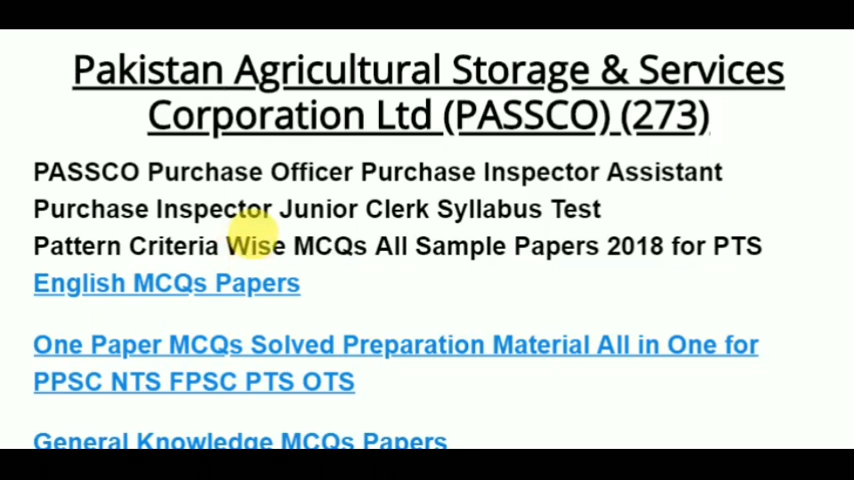 Pakistan Agricultural Storage & Services
Corporation Ltd (PASSCO) (273)
PASSCO Purchase Officer Purchase Inspector Assistant
Purchase Inspector Junior Clerk Syllabus Test
Pattern Criteria Wise MCQs All Sample Papers 2018 for PTS
English MCQs Papers
One Paper MCQs Solved Preparation Material All in One for
PPSC NTS FPSC PTS OTS
General Knowledge MCQs Papers